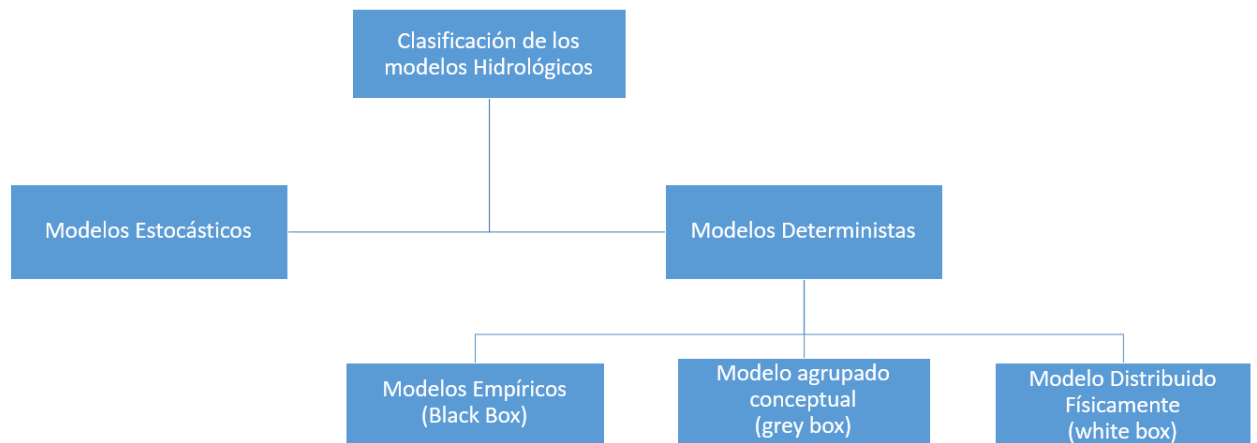 Clasificación de los
modelos Hidrológicos
Modelos Estocásticos
Modelos Deterministas
Modelos Empíricos
(Black Box)
Modelo agrupado
conceptual
(grey box)
Modelo Distribuido
Físicamente
(white box)